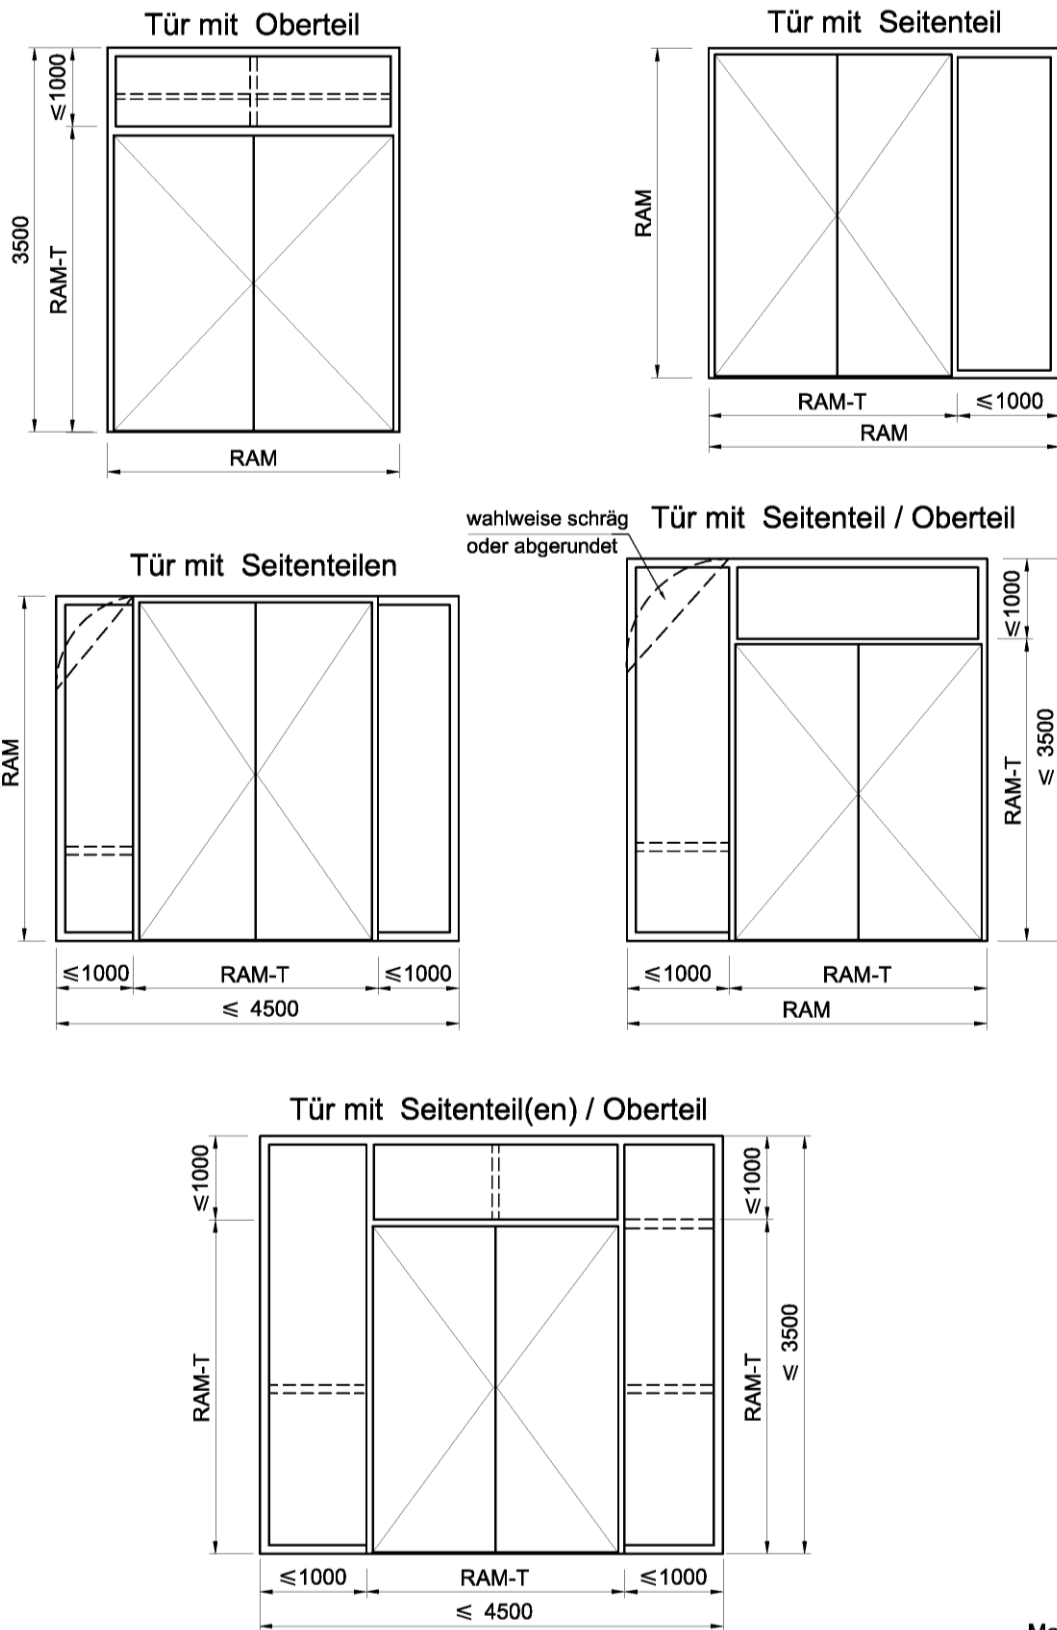 Tür mit Oberteil
≤1000
3500
RAM-T
RAM
Tür mit Seitenteil
RAM
RAM-T
≤1000
RAM
Tür mit Seitenteilen
RAM
≤1000
RAM-T
≤1000
≤ 4500
wahlweise schräg
oder abgerundet
Tür mit Seitenteil / Oberteil
≤1000
RAM-T
≤ 3500
≤1000
RAM-T
RAM
Tür mit Seitenteil(en) / Oberteil
≤1000
RAM-T
≤1000
RAM-T
≤ 3500
≤1000
RAM-T
≤1000
≤ 4500